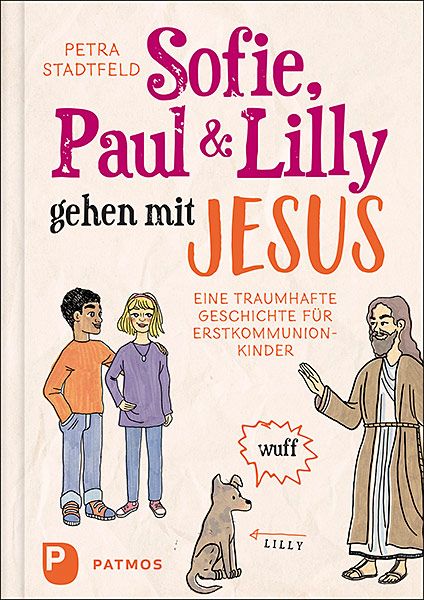 PETRA
STADTFELD
Sofie,
Paul & Lilly
gehen mit
JESUS
EINE TRAUMHAFTE
GESCHICHTE FÜR
ERSTKOMMUNION-
KINDER
wuff
LILLY
P
PATMOS